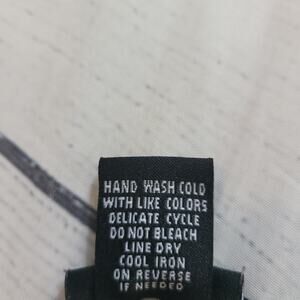 HAND WASH COLD
WITH LIKE COLORS
DELICATE CYCLE
DO NOT BLEACH
LINE DRY
COOL IRON
ON REVERSE
IF NEEDED